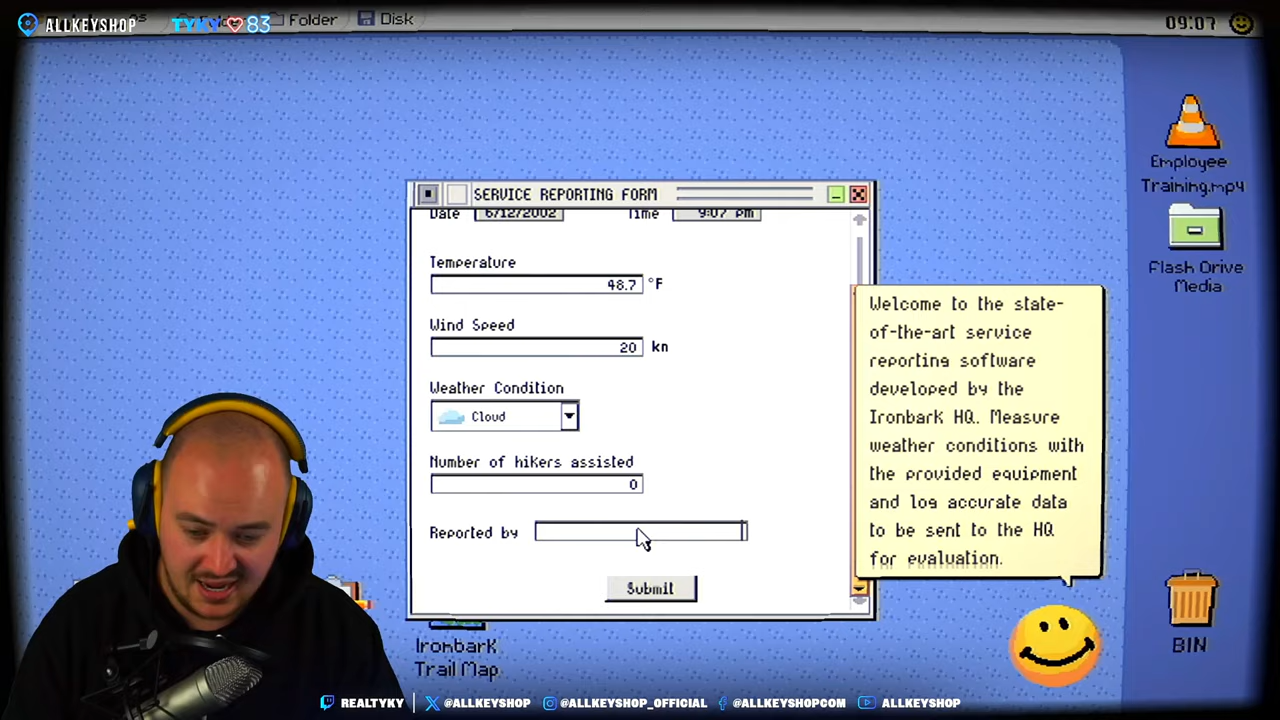 ALLKEYSHOP
TYKY 83
Folder
Disk
09:07
SERVICE REPORTING FORM
Date 6/12/2002 Time 9:07 pm
Temperature
48.7 °F
Wind Speed
20 kn
Weather Condition
Cloud
Number of hikers assisted
0
Reported by
Submit
Employee
Training.mp4
Flash Drive
Media
Welcome to the state-
of-the-art service
reporting software
developed by the
Ironbark HQ. Measure
weather conditions with
the provided equipment
and log accurate data
to be sent to the HQ
for evaluation.
Ironbark
Trail Map
BIN
REALTYKY @ALLKEYSHOP @ALLKEYSHOP_OFFICIAL @ALLKEYSHOPCOM ALLKEYSHOP